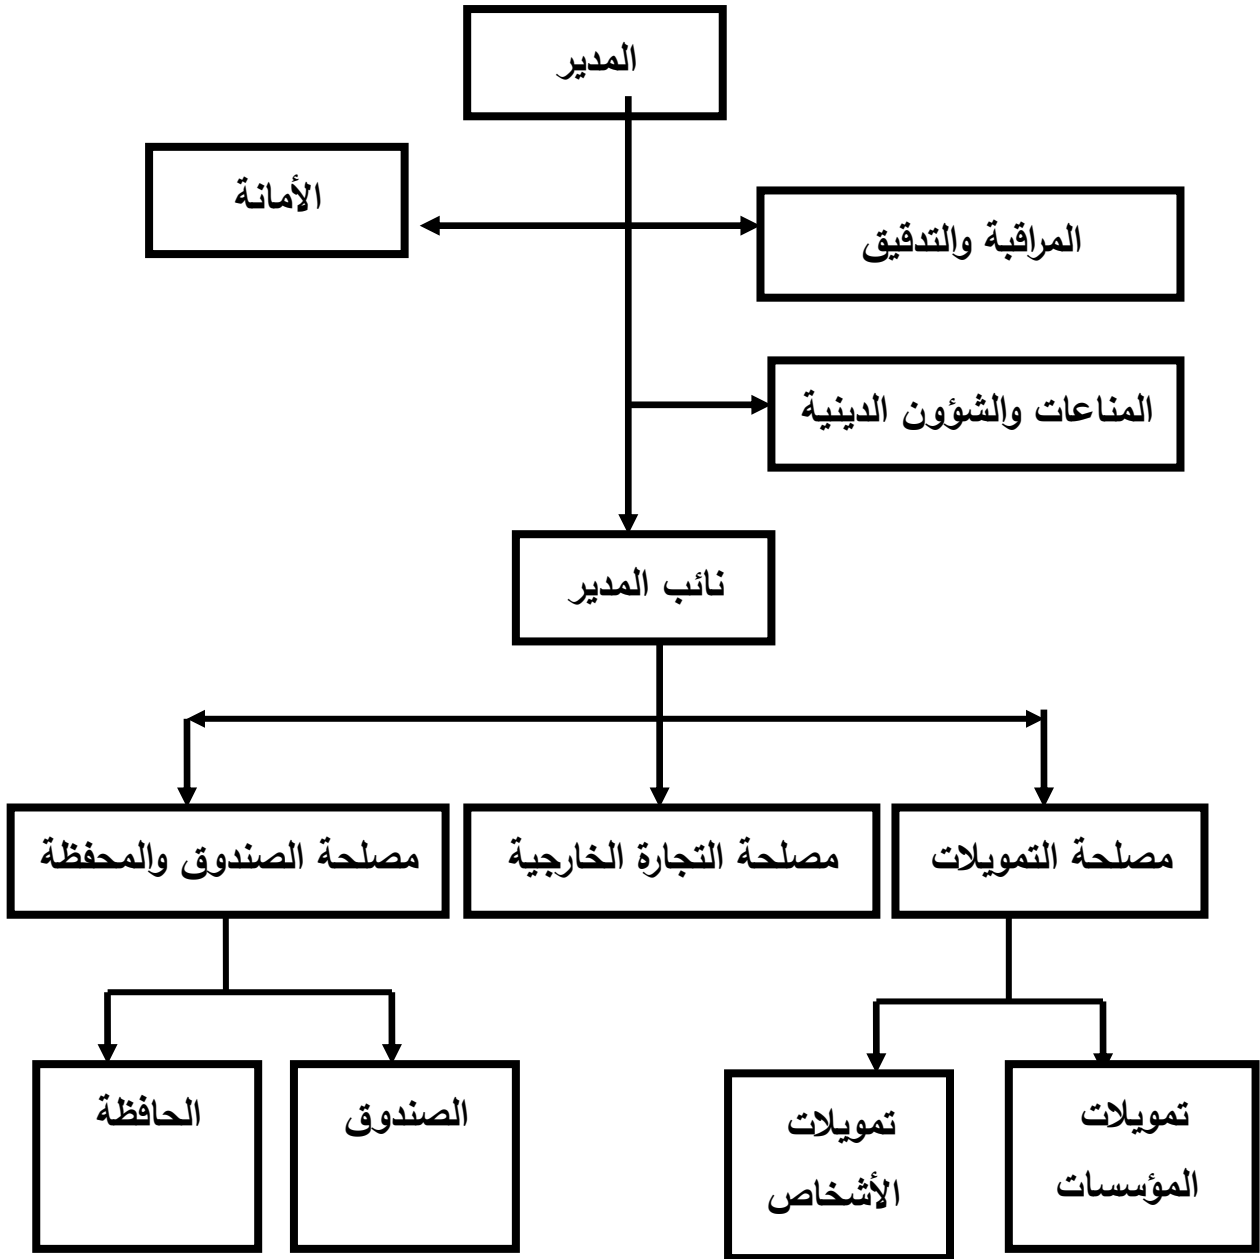 المدير
الأمانة
المراقبة والتدقيق
المناعات والشؤون الدينية
نائب المدير
مصلحة التمويلات
مصلحة التجارة الخارجية
مصلحة الصندوق والمحفظة
تمويلات
المؤسسات
تمويلات
الأشخاص
الصندوق
الحافظة